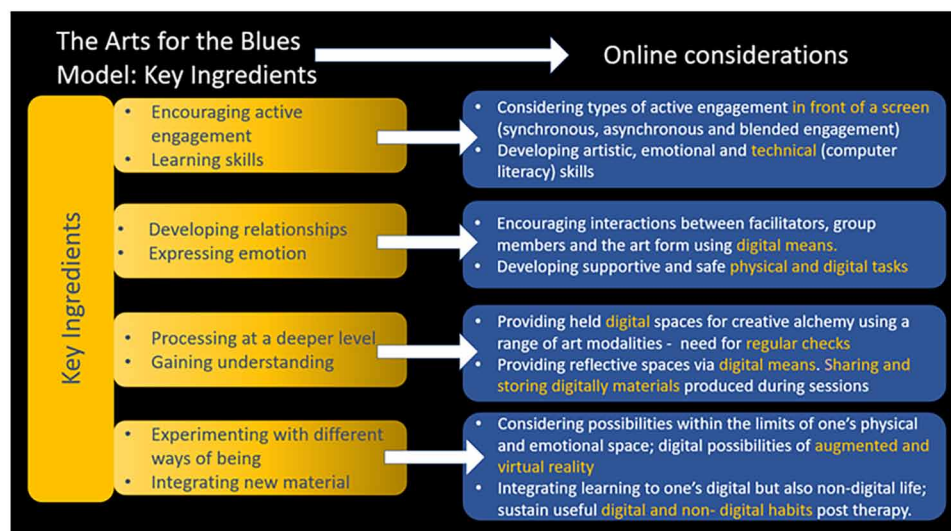 The Arts for the Blues
Model: Key Ingredients
Online considerations
Key Ingredients
• Encouraging active
engagement
• Learning skills
• Considering types of active engagement in front of a screen
(synchronous, asynchronous and blended engagement)
• Developing artistic, emotional and technical (computer
literacy) skills
• Developing relationships
• Expressing emotion
• Encouraging interactions between facilitators, group
members and the art form using digital means.
• Developing supportive and safe physical and digital tasks
• Processing at a deeper level
• Gaining understanding
• Providing held digital spaces for creative alchemy using a
range of art modalities - need for regular checks
• Providing reflective spaces via digital means. Sharing and
storing digitally materials produced during sessions
• Experimenting with different
ways of being
• Integrating new material
• Considering possibilities within the limits of one's physical
and emotional space; digital possibilities of augmented and
virtual reality
• Integrating learning to one's digital but also non-digital life;
sustain useful digital and non- digital habits post therapy.